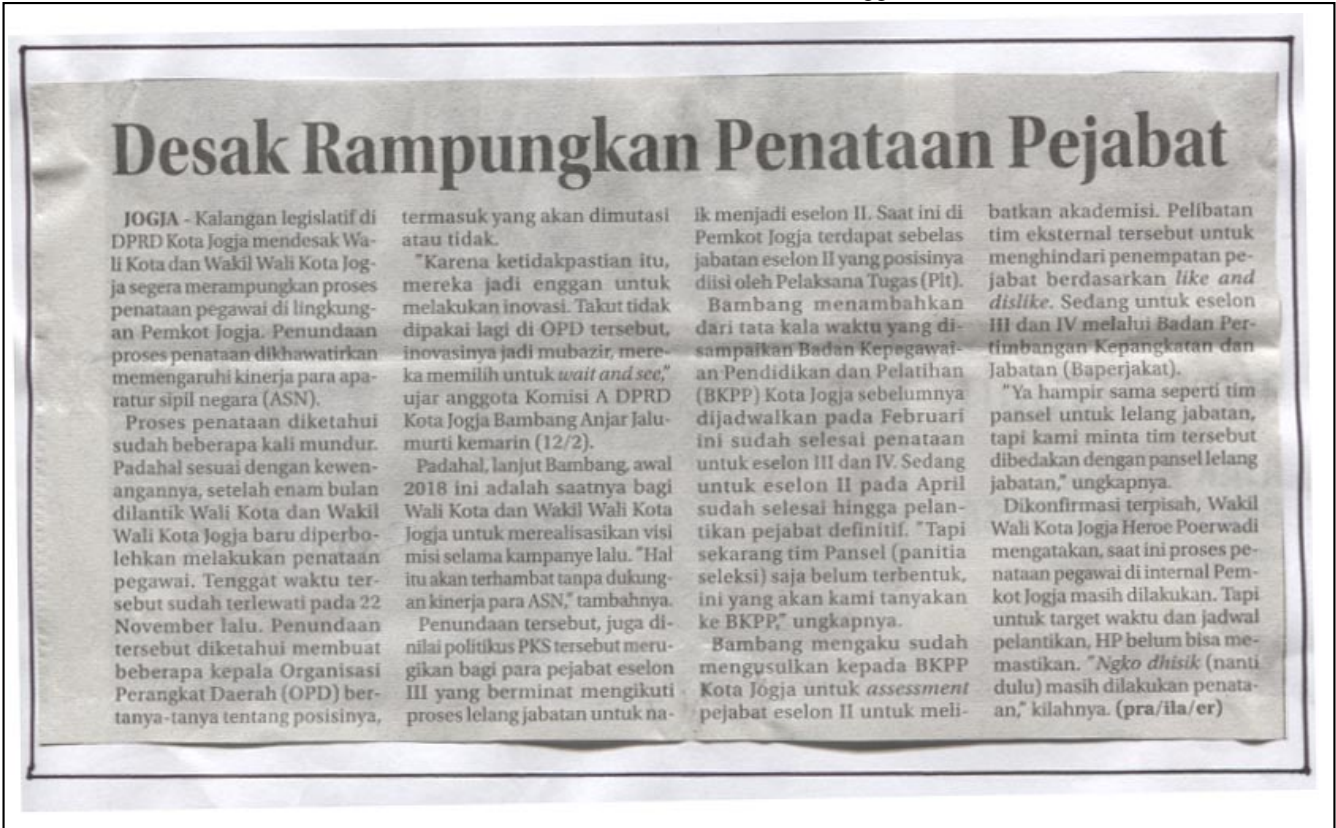 Desak Rampungkan Penataan Pejabat
JOGJA - Kalangan legislatif di
DPRD Kota Jogja mendesak Wa-
li Kota dan Wakil Wali Kota Jog-
ja segera merampungkan proses
penataan pegawai di lingkung-
an Pemkot Jogja. Penundaan
proses penataan dikhawatirkan
memengaruhi kinerja para apa-
ratur sipil negara (ASN).
Proses penataan diketahui
sudah beberapa kali mundur.
Padahal sesuai dengan kewen-
angannya, setelah enam bulan
dilantik Wali Kota dan Wakil
Wali Kota Jogja baru diperbo-
lehkan melakukan penataan
pegawai. Tenggat waktu ter-
sebut sudah terlewati pada 22
November lalu. Penundaan
tersebut diketahui membuat
beberapa kepala Organisasi
Perangkat Daerah (OPD) ber-
tanya-tanya tentang posisinya,
termasuk yang akan dimutasi
atau tidak.
"Karena ketidakpastian itu,
mereka jadi enggan untuk
melakukan inovasi. Takut tidak
dipakai lagi di OPD tersebut,
inovasinya jadi mubazir, mere-
ka memilih untuk wait and see,"
ujar anggota Komisi A DPRD
Kota Jogja Bambang Anjar Jalu-
murti kemarin (12/2).
Padahal, lanjut Bambang, awal
2018 ini adalah saatnya bagi
Wali Kota dan Wakil Wali Kota
Jogja untuk merealisasikan visi
misi selama kampanye lalu. "Hal
itu akan terhambat tanpa dukung-
an kinerja para ASN," tambahnya.
Penundaan tersebut, juga di-
nilai politikus PKS tersebut meru-
gikan bagi para pejabat eselon
III yang berminat mengikuti
proses lelang jabatan untuk na-
ik menjadi eselon II. Saat ini di
Pemkot Jogja terdapat sebelas
jabatan eselon II yang posisinya
diisi oleh Pelaksana Tugas (Plt).
Bambang menambahkan
dari tata kala waktu yang di-
sampaikan Badan Kepegawai-
an Pendidikan dan Pelatihan
(BKPP) Kota Jogja sebelumnya
dijadwalkan pada Februari
ini sudah selesai penataan
untuk eselon III dan IV. Sedang
untuk eselon II pada April
sudah selesai hingga pelan-
tikan pejabat definitif. "Tapi
sekarang tim Pansel (panitia
seleksi) saja belum terbentuk,
ini yang akan kami tanyakan
ke BKPP," ungkapnya.
Bambang mengaku sudah
mengusulkan kepada BKPP
Kota Jogja untuk assessment
pejabat eselon II untuk meli-
batkan akademisi. Pelibatan
tim eksternal tersebut untuk
menghindari penempatan pe-
jabat berdasarkan like and
dislike. Sedang untuk eselon
III dan IV melalui Badan Per-
timbangan Kepangkatan dan
Jabatan (Baperjakat).
"Ya hampir sama seperti tim
pansel untuk lelang jabatan,
tapi kami minta tim tersebut
dibedakan dengan pansel lelang
jabatan," ungkapnya.
Dikonfirmasi terpisah, Wakil
Wali Kota Jogja Heroe Poerwadi
mengatakan, saat ini proses pe-
nataan pegawai di internal Pem-
kot Jogja masih dilakukan. Tapi
untuk target waktu dan jadwal
pelantikan, HP belum bisa me-
mastikan. "Ngko dhisik (nanti
dulu) masih dilakukan penata-
an," kilahnya. (pra/ila/er)